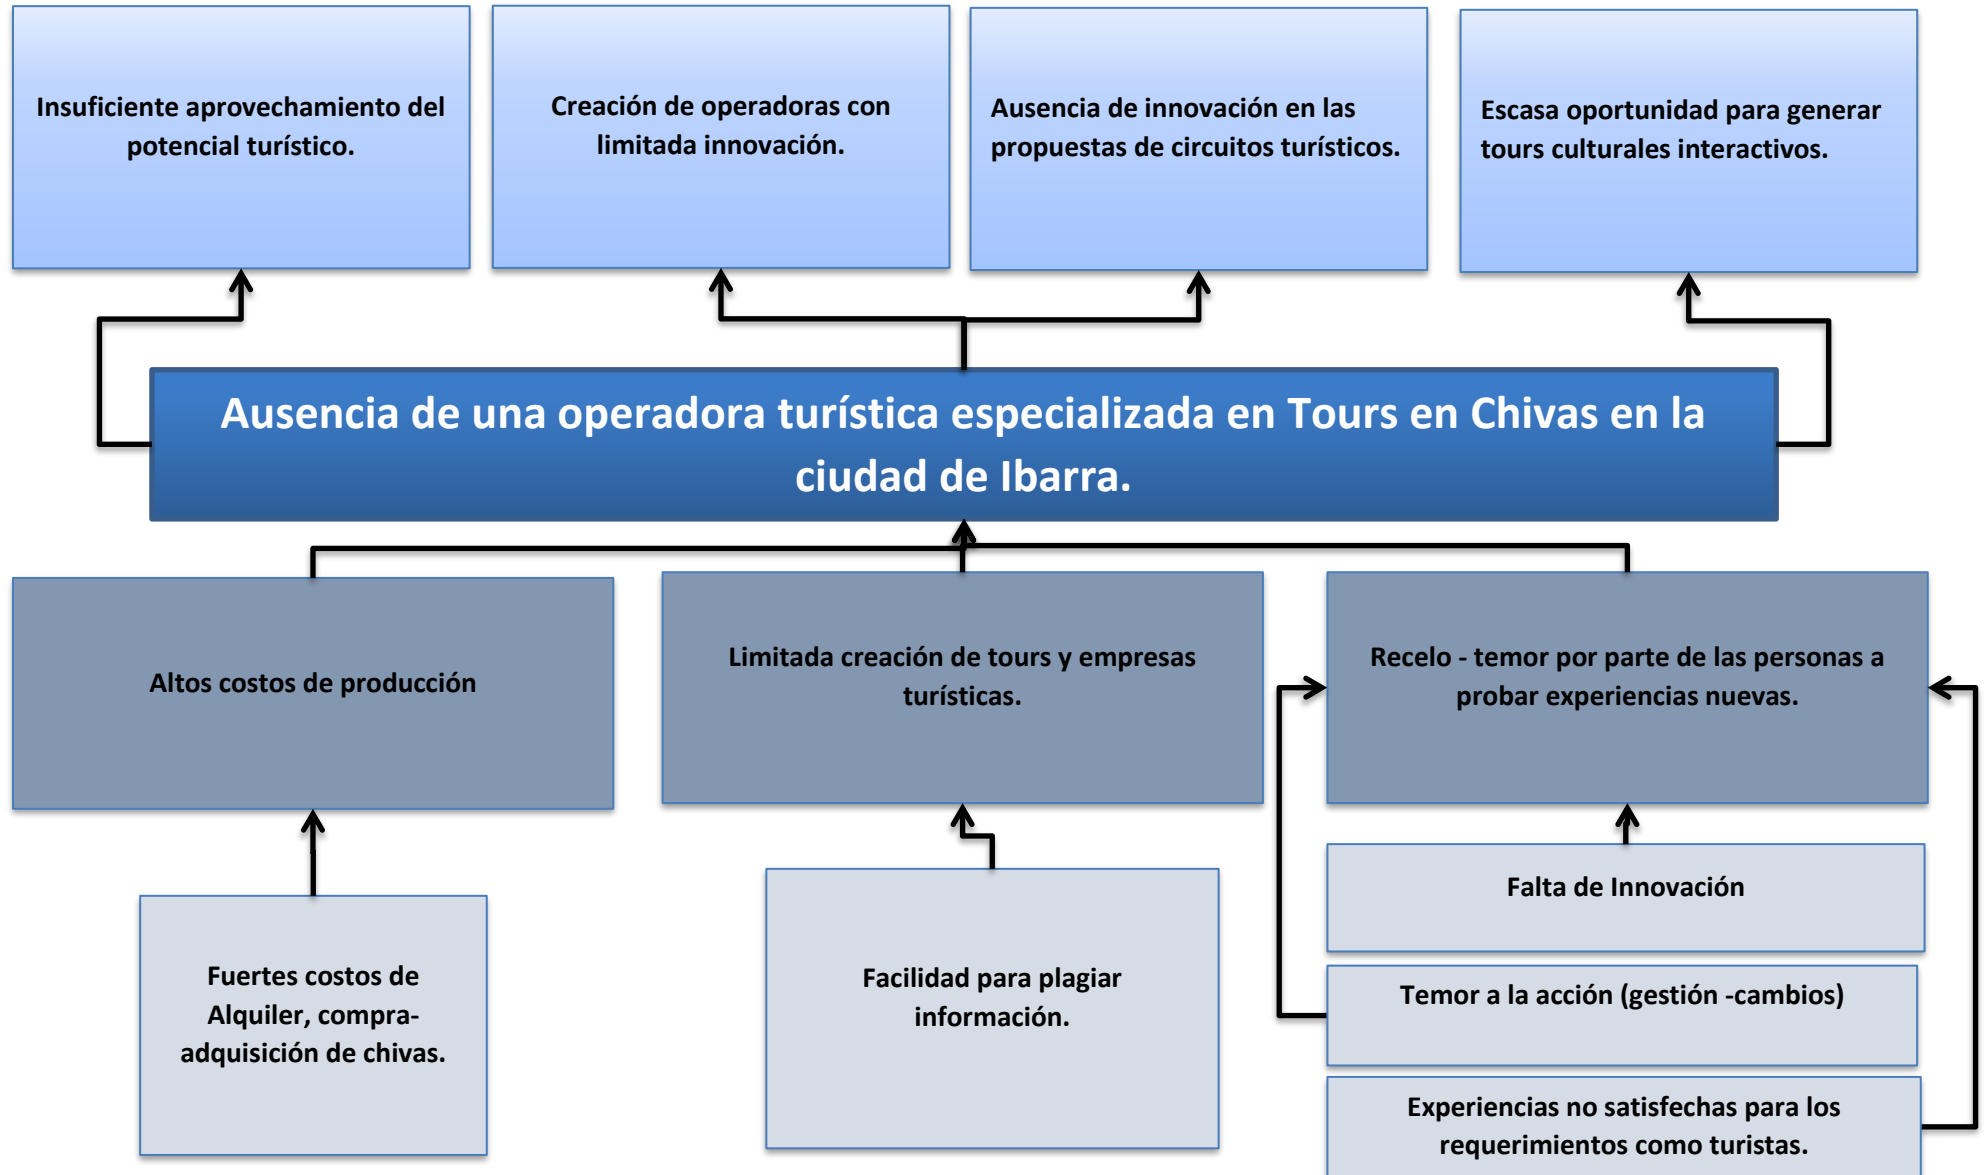 Insuficiente aprovechamiento del
potencial turístico.
Creación de operadoras con
limitada innovación.
Ausencia de innovación en las
propuestas de circuitos turísticos.
Escasa oportunidad para generar
tours culturales interactivos.
Ausencia de una operadora turística especializada en Tours en Chivas en la
ciudad de Ibarra.
Altos costos de producción
Limitada creación de tours y empresas
turísticas.
Recelo - temor por parte de las personas a
probar experiencias nuevas.
Fuertes costos de
Alquiler, compra-
adquisición de chivas.
Facilidad para plagiar
información.
Falta de Innovación
Temor a la acción (gestión -cambios)
Experiencias no satisfechas para los
requerimientos como turistas.